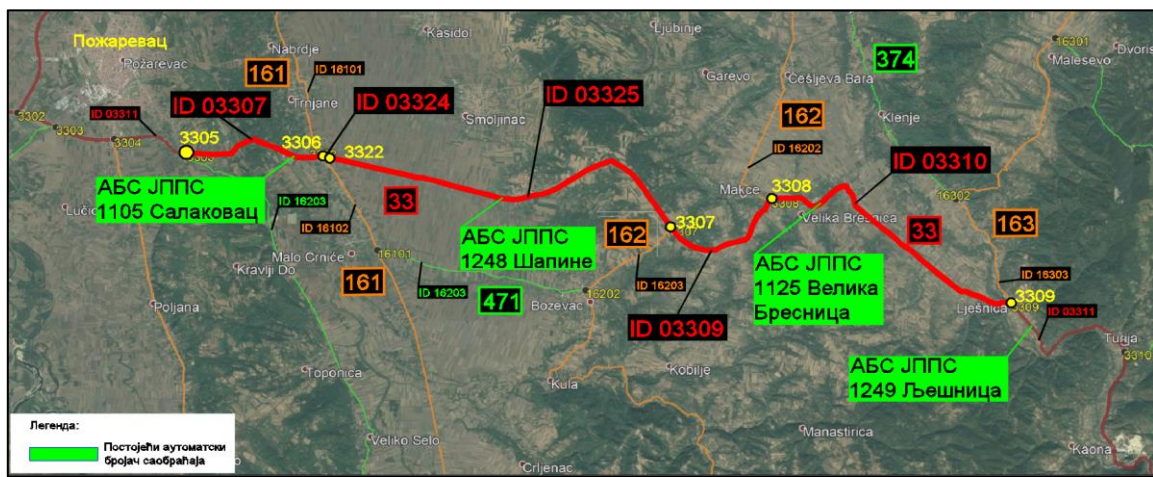 Пожаревац
Požarevac
Nabrdje
Kasidol
Ljubinje
16301
Dvoris
Malesevo
161
ID 16101
374
Garevo
Češljeva Bara
ID 03307
ID 03324
ID 03325
162
Trnjane
Smoljinac
Klenje
3302
3303
ID 03311
3304
3305
3306
3322
ID 16202
ID 03310
АБС ЈППС
1105 Салаковац
33
Makce
3308
3308
Velika Bresnica
16302
163
Lučic
ID 16203
ID 16102
3307
162
33
АБС ЈППС
1248 Шапине
АБС ЈППС
1125 Велика
Бресница
Malo Crniće
16101
161
ID 16203
471
Kravlji Do
Bozevac
16202
ID 16203
ID 03309
ID 16303
Lješnica
3309
3309
ID 03311
Poljana
Turija
3310
АБС ЈППС
1249 Љешница
Toponica
Kula
Kobilje
Легенда:
Постојећи аутоматски
бројач саобраћаја
Veliko Selo
Manastirica
Kaona
Crljenac